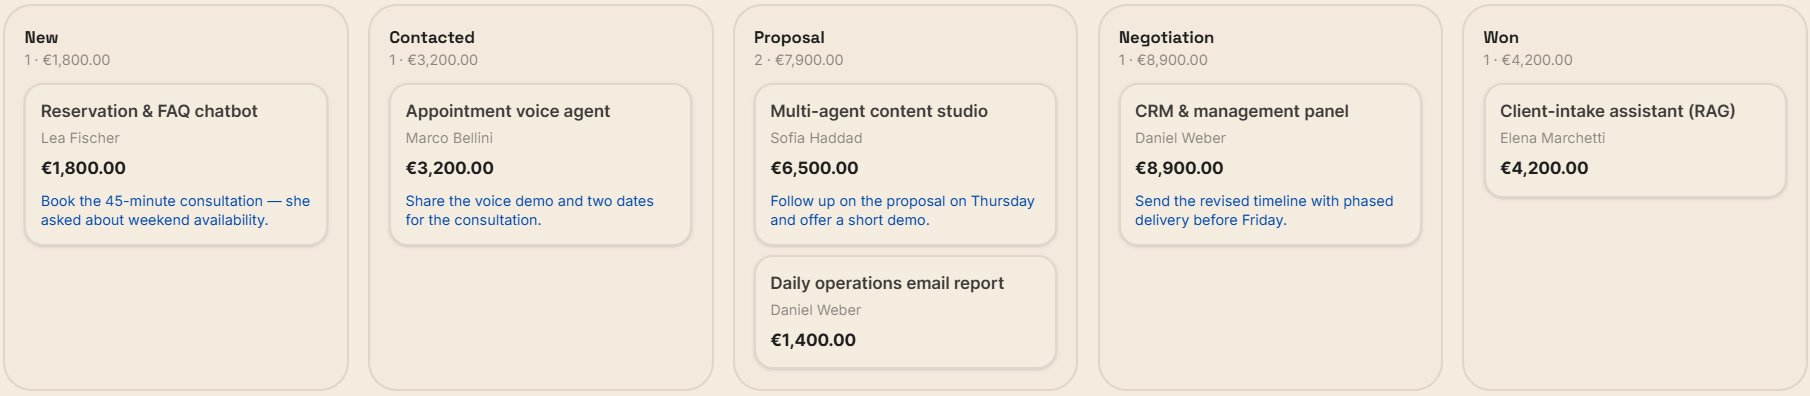 New
1 · €1,800.00
Reservation & FAQ chatbot
Lea Fischer
€1,800.00
Book the 45-minute consultation — she
asked about weekend availability.
Contacted
1 · €3,200.00
Appointment voice agent
Marco Bellini
€3,200.00
Share the voice demo and two dates
for the consultation.
Proposal
2 · €7,900.00
Multi-agent content studio
Sofia Haddad
€6,500.00
Follow up on the proposal on Thursday
and offer a short demo.
Daily operations email report
Daniel Weber
€1,400.00
Negotiation
1 · €8,900.00
CRM & management panel
Daniel Weber
€8,900.00
Send the revised timeline with phased
delivery before Friday.
Won
1 · €4,200.00
Client-intake assistant (RAG)
Elena Marchetti
€4,200.00